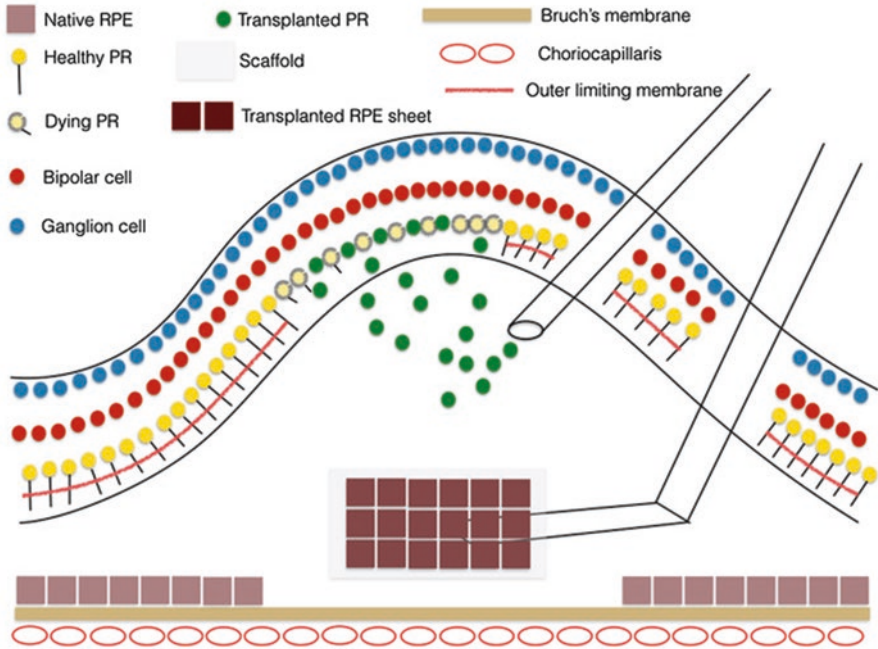 Native RPE
Healthy PR
Dying PR
Bipolar cell
Ganglion cell
Transplanted PR
Scaffold
Transplanted RPE sheet
Bruch's membrane
Choriocapillaris
Outer limiting membrane